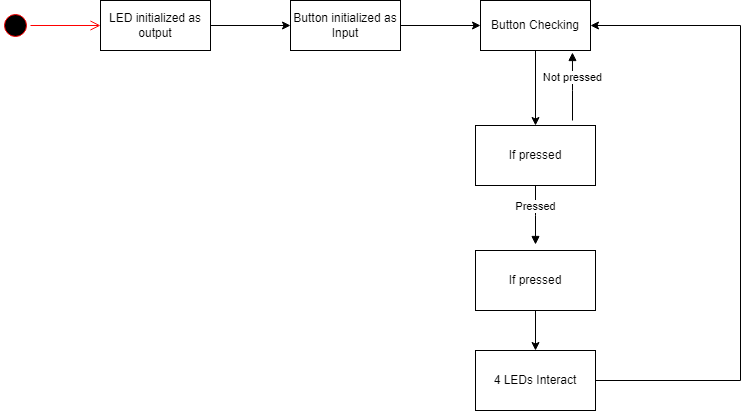 LED initialized as
output
Button initialized as
Input
Button Checking
Not pressed
If pressed
Pressed
If pressed
4 LEDs Interact